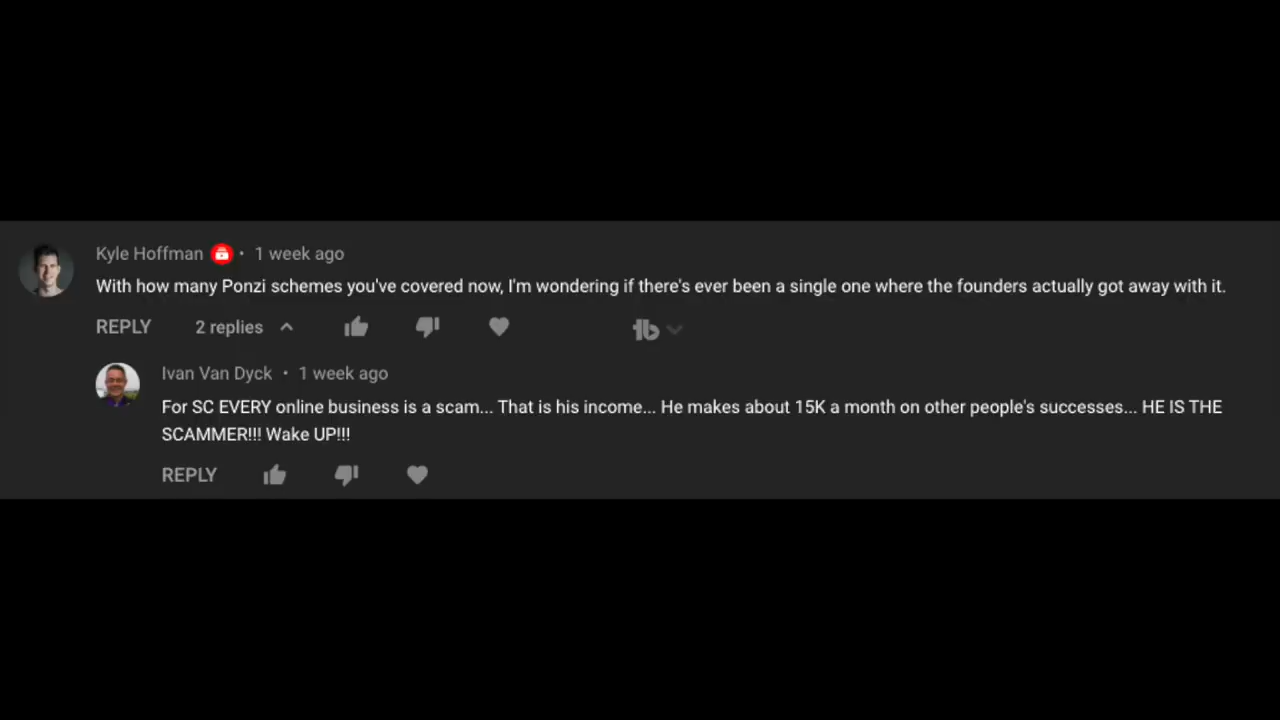 Kyle Hoffman • 1 week ago
With how many Ponzi schemes you've covered now, I'm wondering if there's ever been a single one where the founders actually got away with it.
REPLY 2 replies tb
Ivan Van Dyck • 1 week ago
For SC EVERY online business is a scam... That is his income... He makes about 15K a month on other people's successes... HE IS THE
SCAMMER!!! Wake UP!!!
REPLY